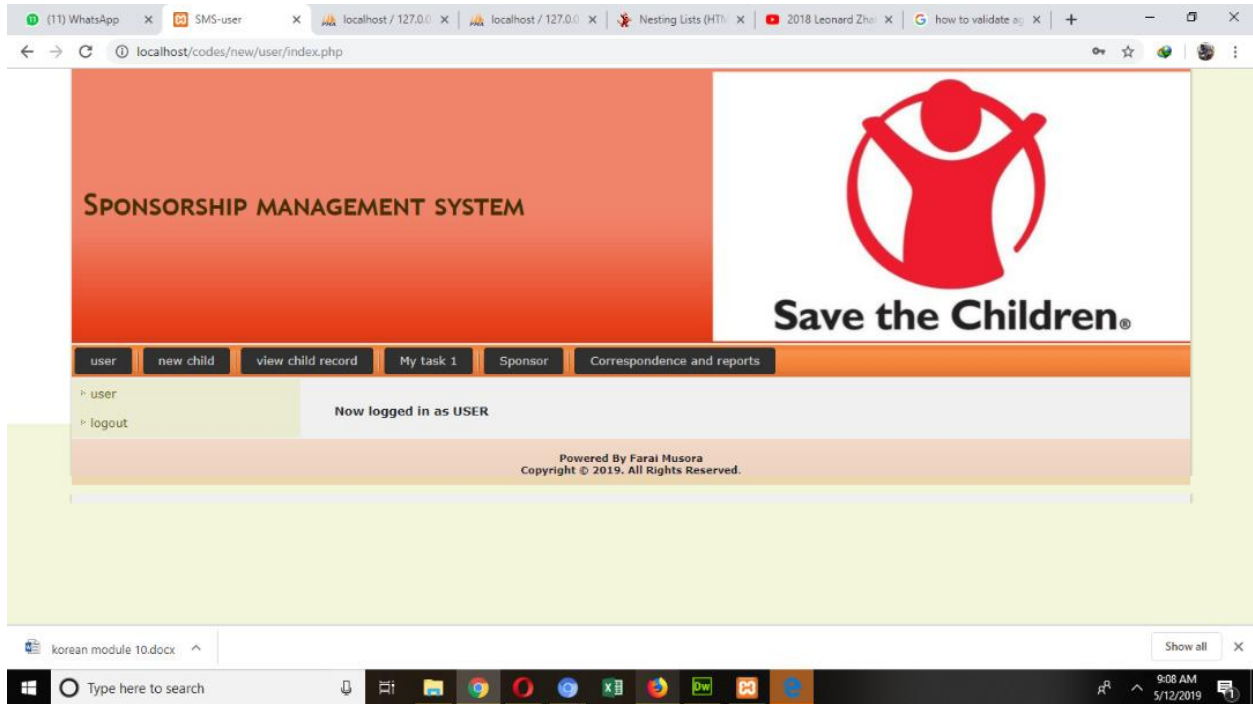 (11) WhatsApp
SMS-user
localhost / 127.0.0
localhost / 127.0.0
Nesting Lists (HTM
2018 Leonard Zha
how to validate ag
localhost/codes/new/user/index.php
SPONSORSHIP MANAGEMENT SYSTEM
Save the Children®
user
new child
view child record
My task 1
Sponsor
Correspondence and reports
user
logout
Now logged in as USER
Powered By Farai Musora
Copyright © 2019. All Rights Reserved.
korean module 10.docx
Show all
Type here to search
Dw
9:08 AM
5/12/2019